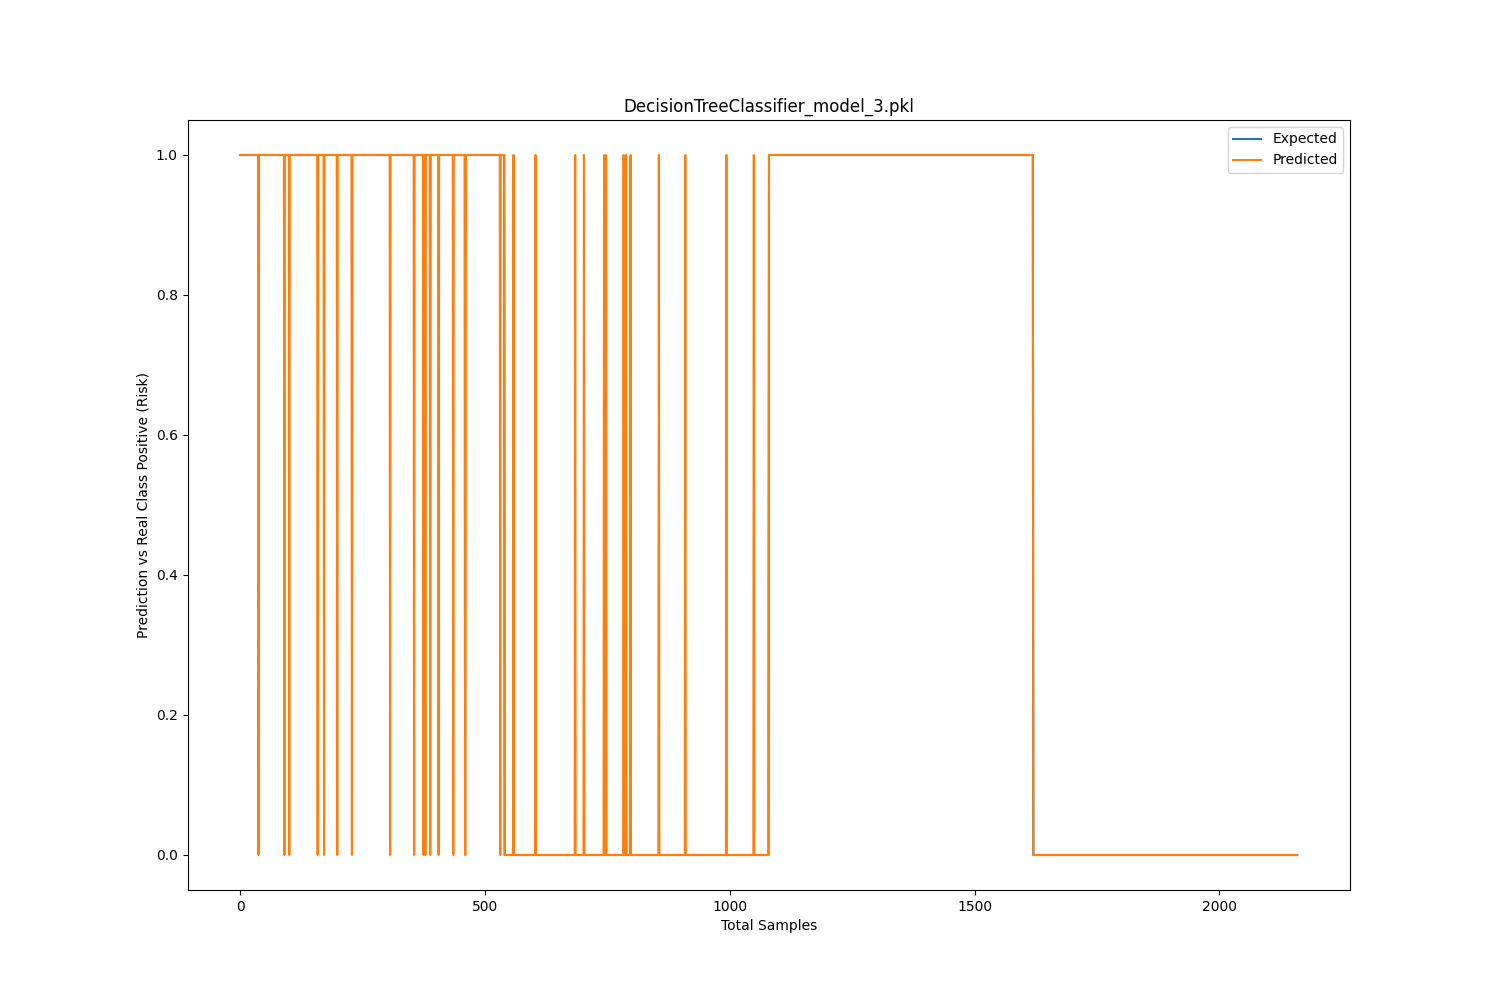 DecisionTreeClassifier_model_3.pkl
Expected
Predicted
1.0
0.8
0.6
0.4
0.2
0.0
Prediction vs Real Class Positive (Risk)
0
500
1000
1500
2000
Total Samples